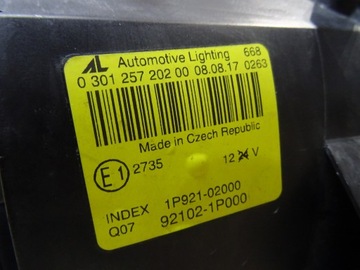 AL Automotive Lighting 668
0 301 257 202 00 08.08.17 0263
Made in Czech Republic
E1 2735 12 24 V
INDEX 1P921-02000
Q07 92102-1P000